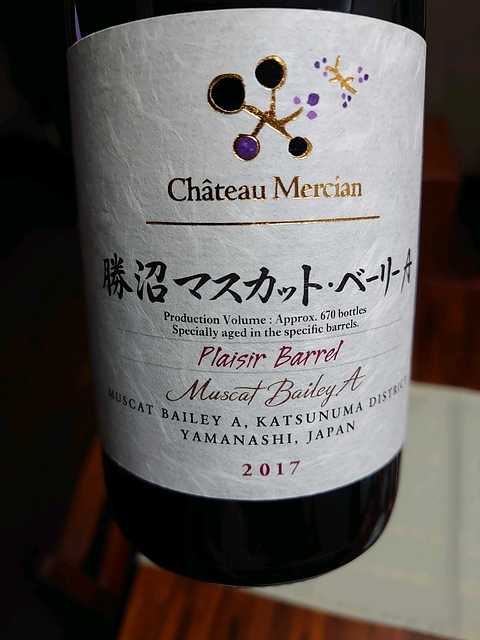 Château Mercian
勝沼マスカット・ベーリーA
Production Volume : Approx. 670 bottles
Specially aged in the specific barrels.
Plaisir Barrel
Muscat Bailey A
MUSCAT BAILEY A, KATSUNUMA DISTRICT
YAMANASHI, JAPAN
2017